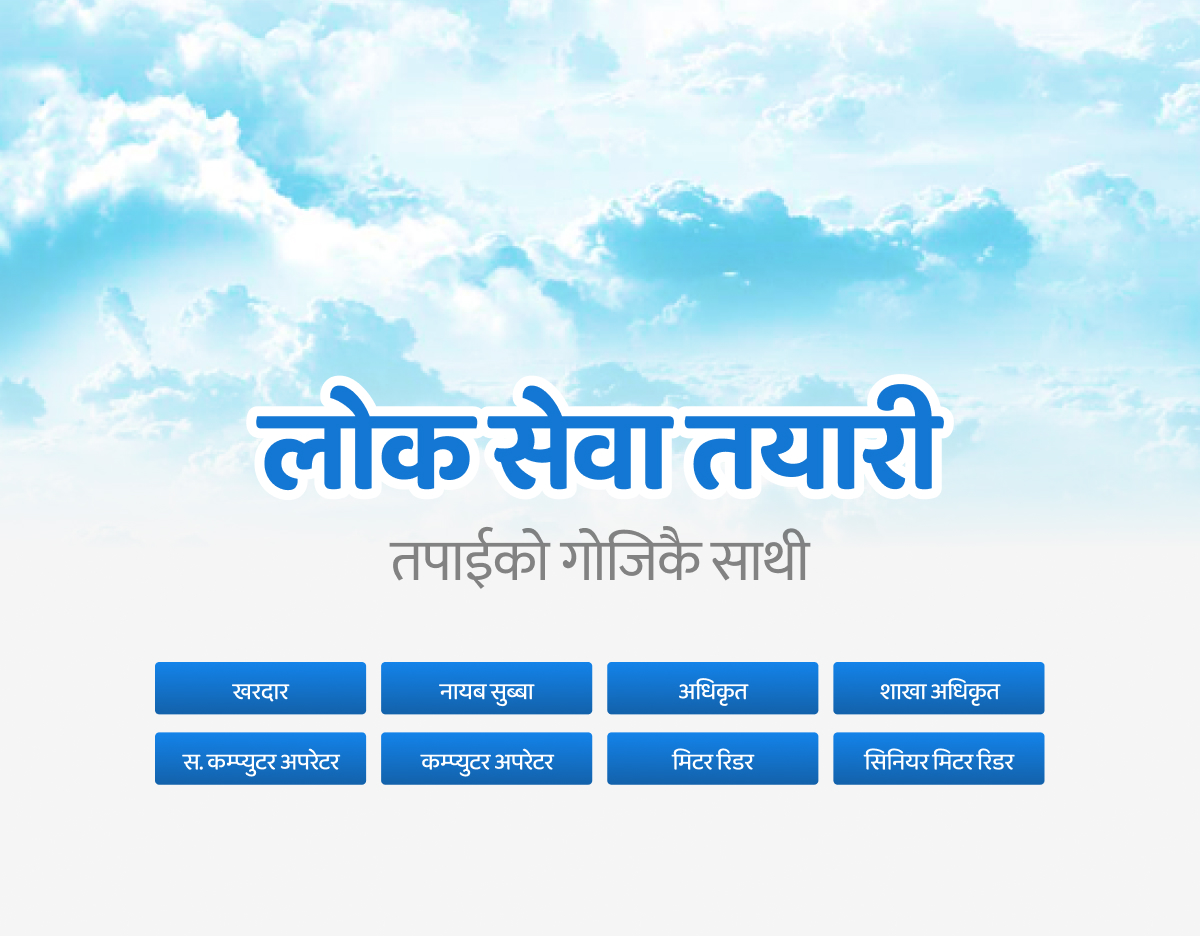 लोक सेवा तयारी
तपाईको गोजिकै साथी
खरदार
नायब सुब्बा
अधिकृत
शाखा अधिकृत
स. कम्प्युटर अपरेटर
कम्प्युटर अपरेटर
मिटर रिडर
सिनियर मिटर रिडर